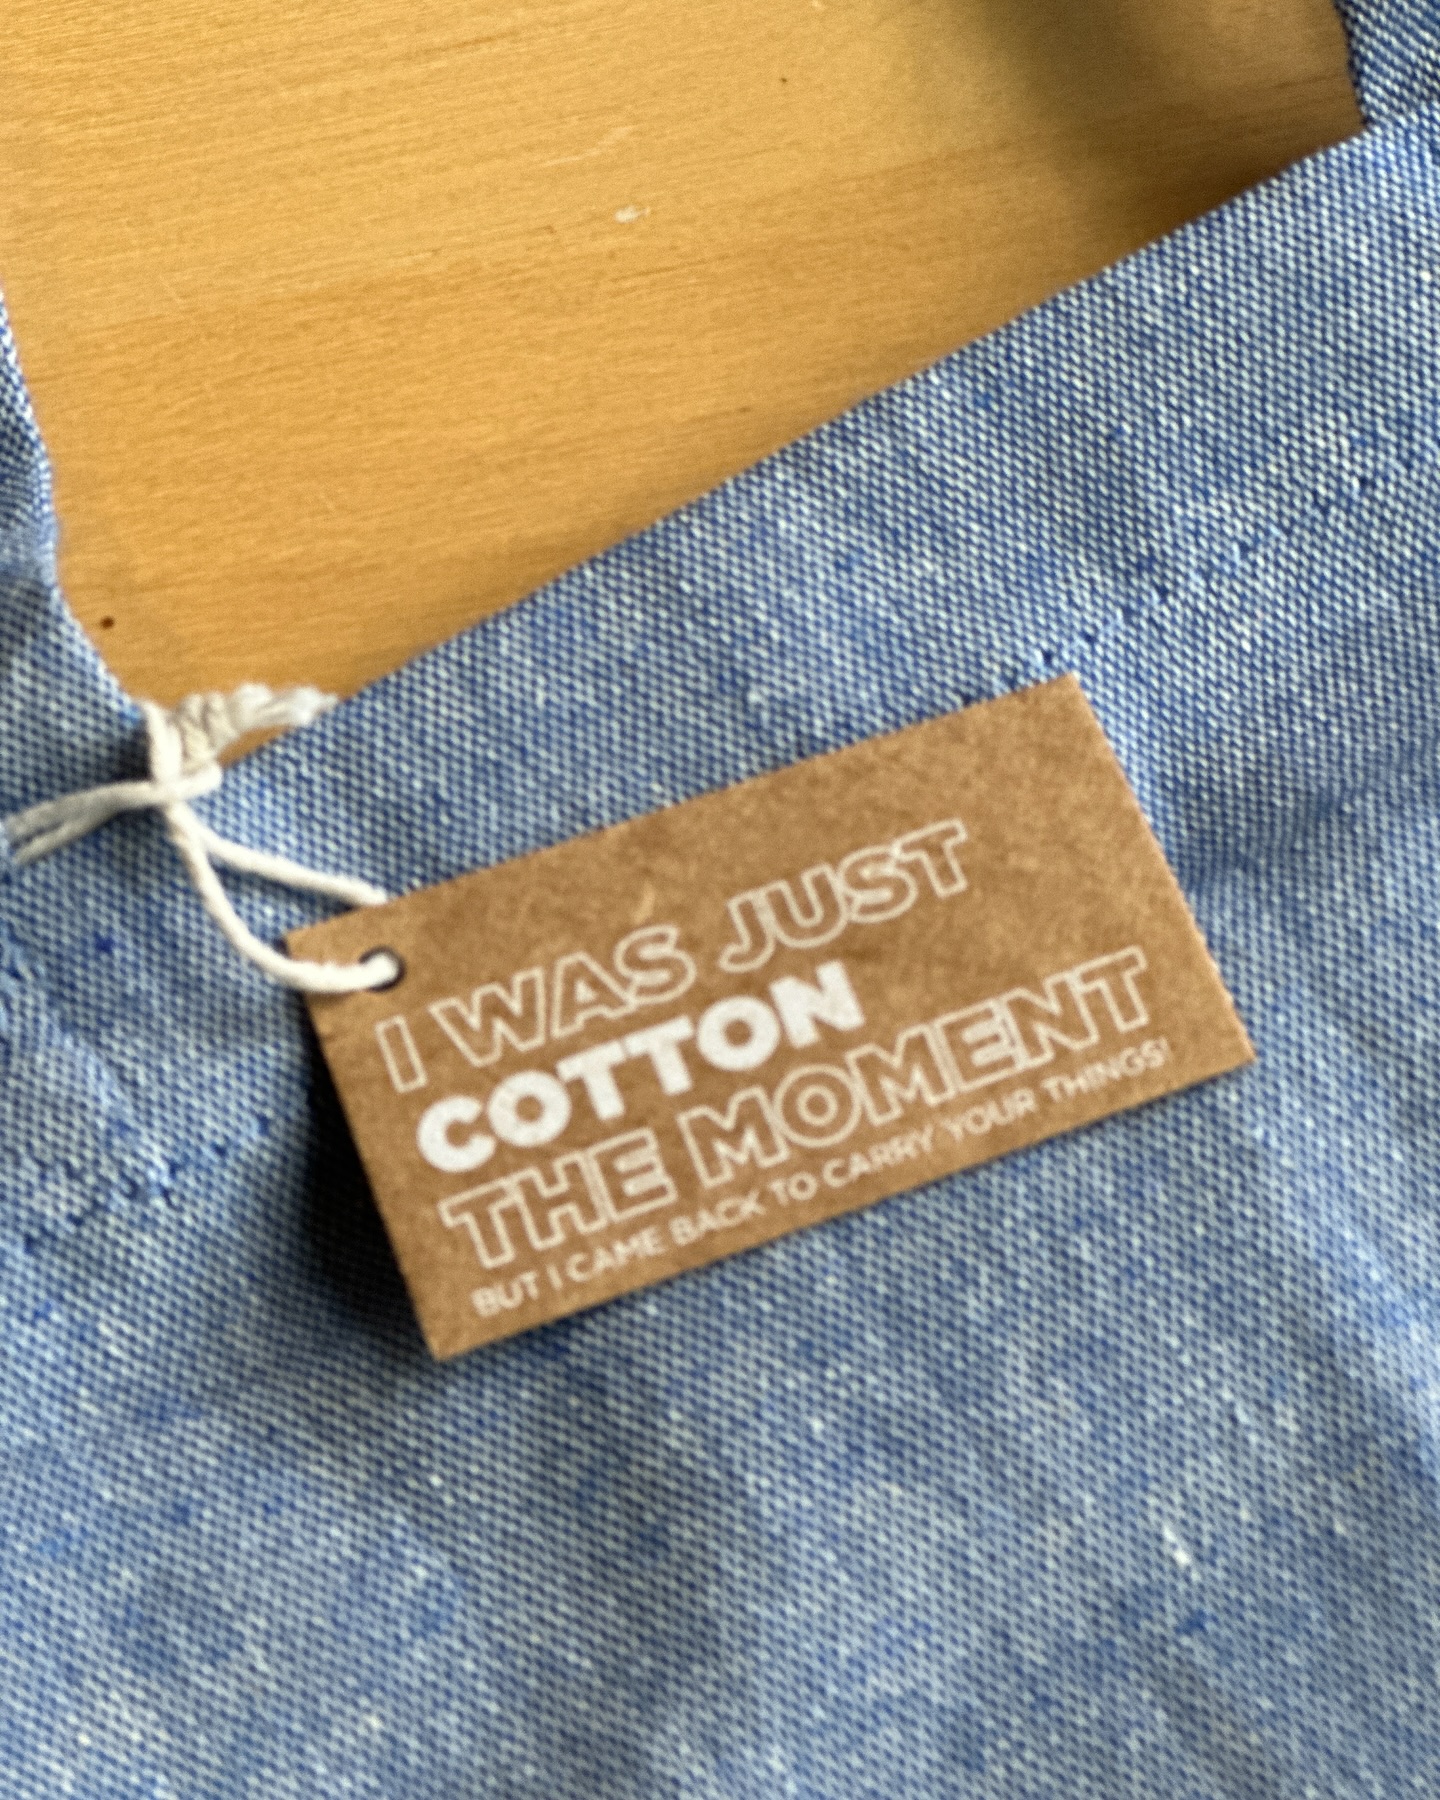 I WAS JUST
COTTON
THE MOMENT
BUT I CAME BACK TO CARRY YOUR THINGS!